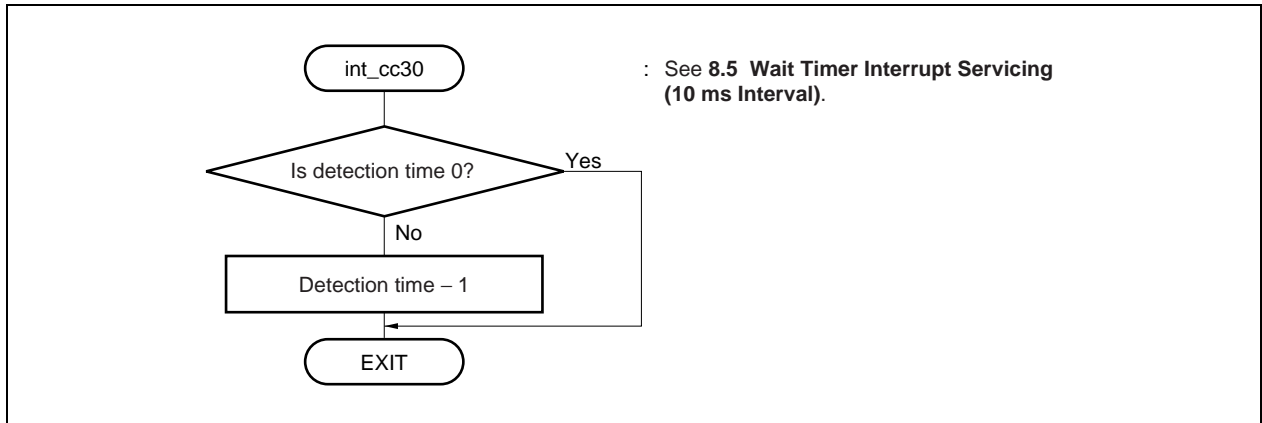 int_cc30
: See 8.5 Wait Timer Interrupt Servicing
(10 ms Interval).
Is detection time 0?
Yes
No
Detection time − 1
EXIT